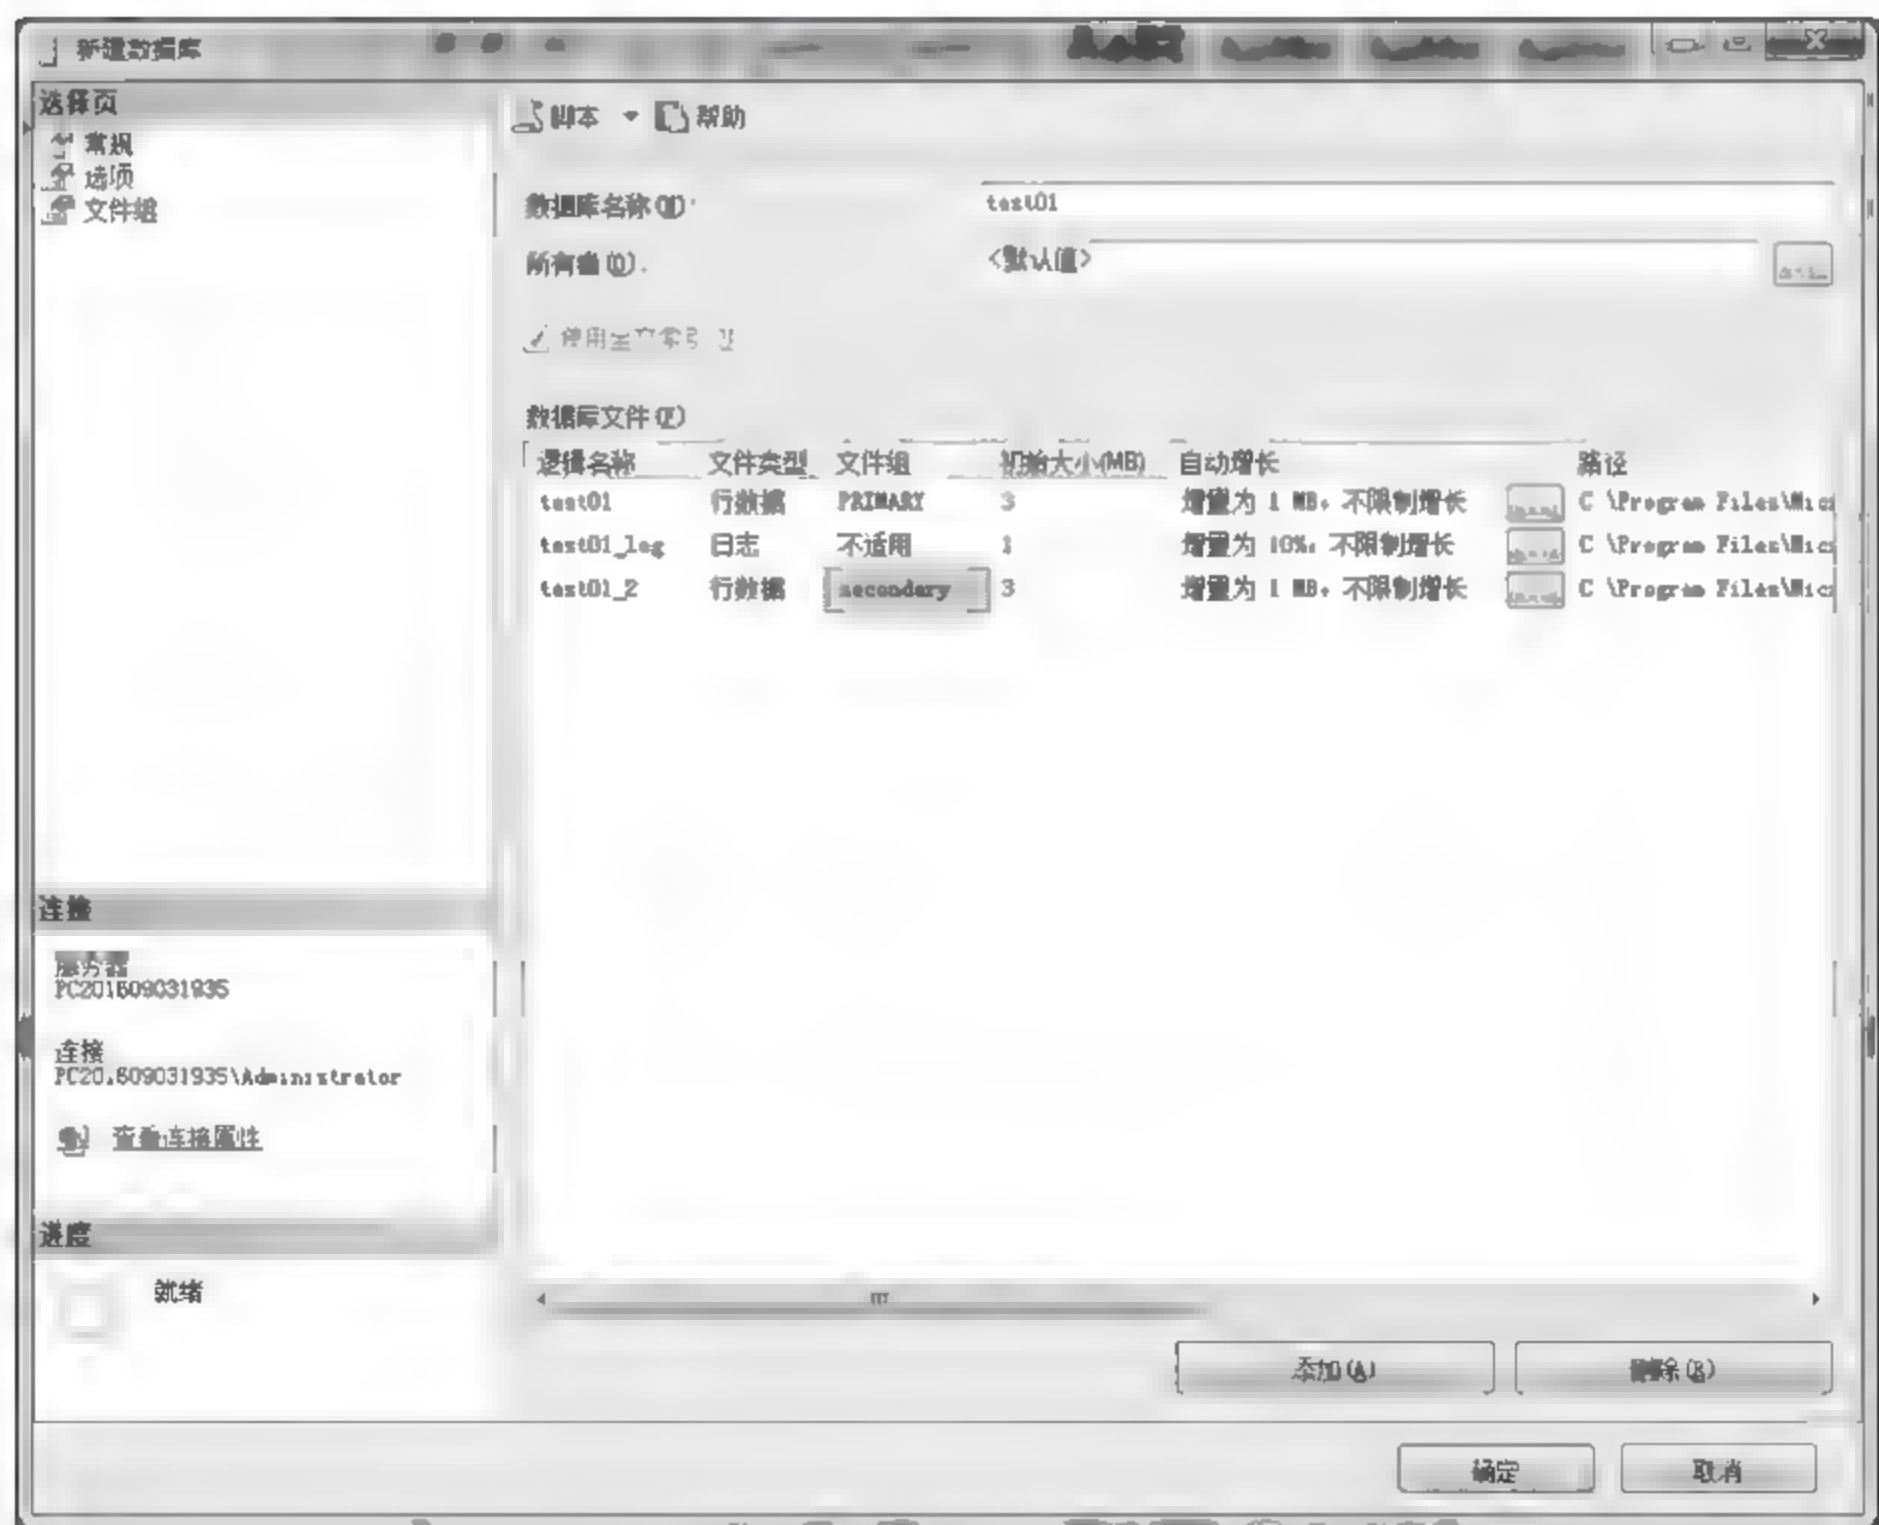 新建数据库
选择页
常规
选项
文件组
脚本 帮助
数据库名称(N):
test01
所有者(O):
<默认值>
使用全文索引(U)
数据库文件(F)
逻辑名称 文件类型 文件组 初始大小(MB) 自动增长 路径
test01 行数据 PRIMARY 3 增量为 1 MB，不限制增长 C:\Program Files\Mic
test01_log 日志 不适用 1 增量为 10%，不限制增长 C:\Program Files\Mic
test01_2 行数据 secondary 3 增量为 1 MB，不限制增长 C:\Program Files\Mic
连接
服务器
PC201609031935
连接
PC201609031935\Administrator
查看连接属性
进度
就绪
添加(A) 删除(R)
确定 取消